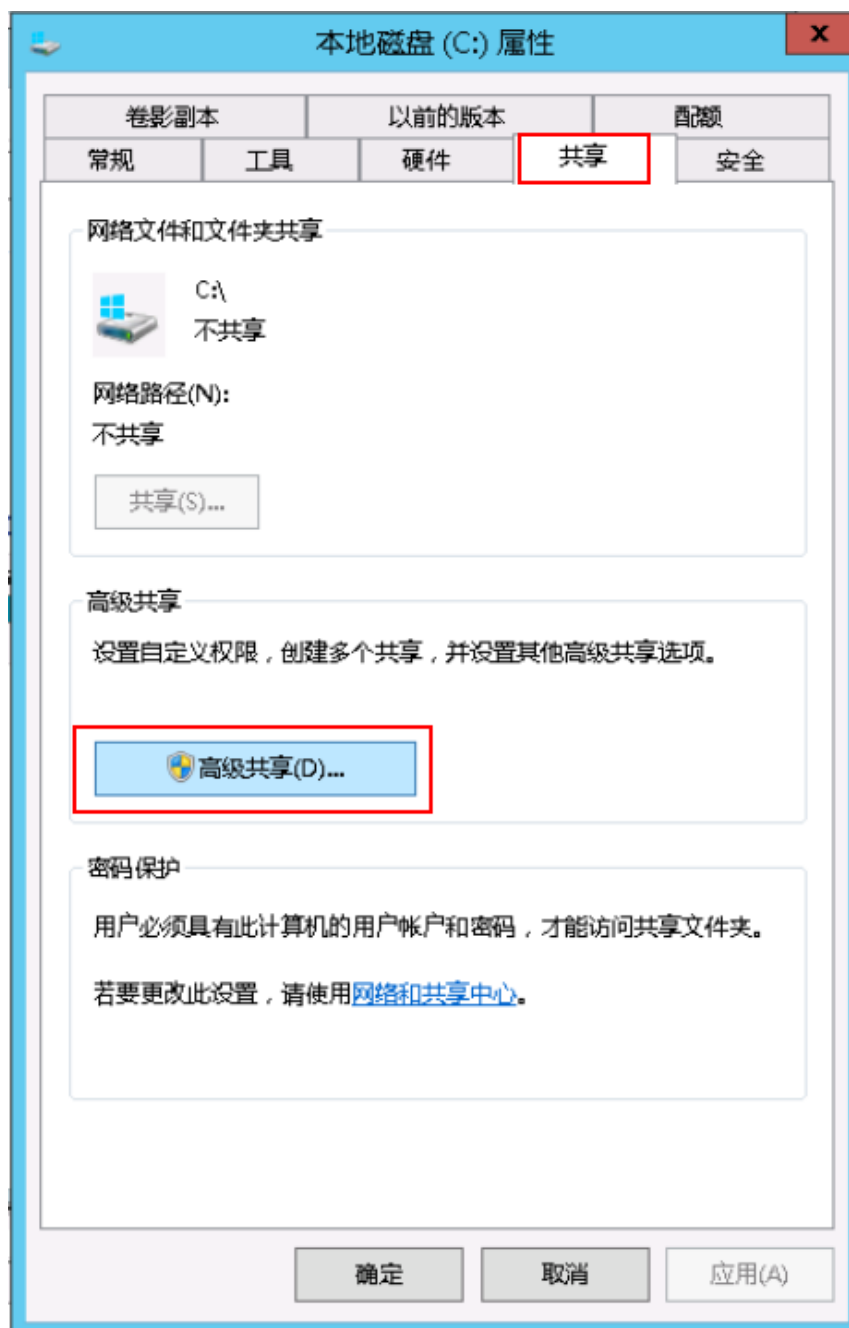 本地磁盘 (C:) 属性
x
卷影副本 以前的版本 配额
常规 工具 硬件 共享 安全
网络文件和文件夹共享
C:\
不共享
网络路径(N):
不共享
共享(S)...
高级共享
设置自定义权限，创建多个共享，并设置其他高级共享选项。
高级共享(D)...
密码保护
用户必须具有此计算机的用户帐户和密码，才能访问共享文件夹。
若要更改此设置，请使用网络和共享中心。
确定 取消 应用(A)